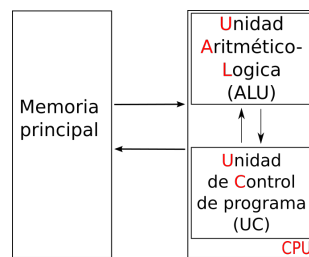 Memoria
principal
Unidad
Aritmético-
Logica
(ALU)
Unidad
de Control
de programa
(UC)
CPU